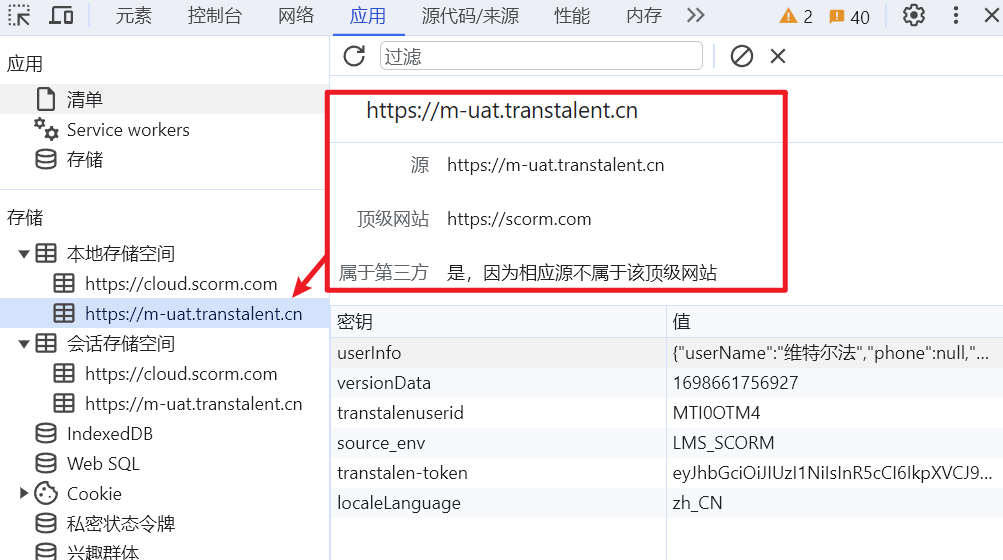 元素 控制台 网络 应用 源代码/来源 性能 内存 2 40
应用
过滤
清单
Service workers
存储
https://m-uat.transtalent.cn
源 https://m-uat.transtalent.cn
顶级网站 https://scorm.com
属于第三方 是，因为相应源不属于该顶级网站
存储
本地存储空间
https://cloud.scorm.com
https://m-uat.transtalent.cn
会话存储空间
https://cloud.scorm.com
https://m-uat.transtalent.cn
IndexedDB
Web SQL
Cookie
私密状态令牌
兴趣群体
密钥 值
userInfo {"userName":"维特尔法","phone":null,"...
versionData 1698661756927
transtalenuserid MTI0OTM4
source_env LMS_SCORM
transtalen-token eyJhbGciOiJIUzI1NiIsInR5cCI6IkpXVCJ9...
localeLanguage zh_CN